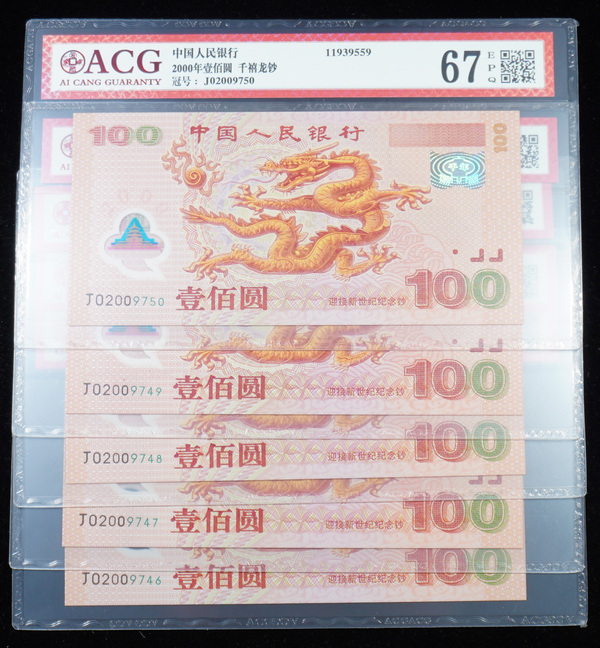 ACG
AI CANG GUARANTY
中国人民银行
2000年壹佰圆 千禧龙钞
冠号: J02009750
11939559
67
EPG
100
中国人民银行
100
J02009750
壹佰圆
迎接新世纪纪念钞
100
J02009749
壹佰圆
迎接新世纪纪念钞
100
J02009748
壹佰圆
迎接新世纪纪念钞
100
J02009747
壹佰圆
迎接新世纪纪念钞
100
J02009746
壹佰圆
迎接新世纪纪念钞
100